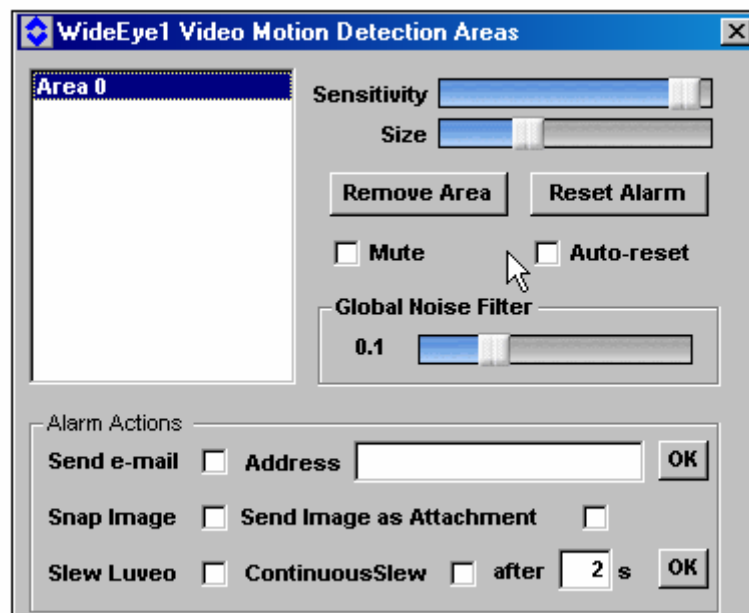 WideEye1 Video Motion Detection Areas
Area 0
Sensitivity
Size
Remove Area Reset Alarm
Mute Auto-reset
Global Noise Filter
0.1
Alarm Actions
Send e-mail Address OK
Snap Image Send Image as Attachment
Slew Luveo ContinuousSlew after 2 s OK